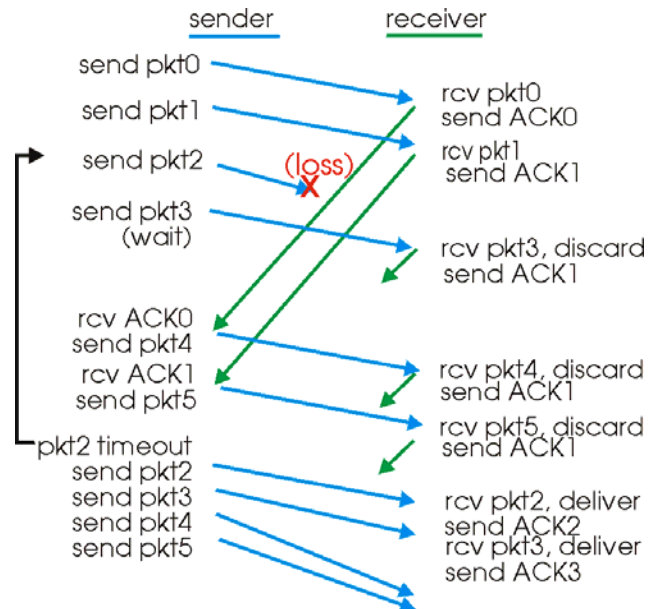 sender
receiver
send pkt0
send pkt1
send pkt2
send pkt3
(wait)
(loss)
X
rcv pkt0
send ACK0
rcv pkt1
send ACK1
rcv pkt3, discard
send ACK1
rcv ACK0
send pkt4
rcv ACK1
send pkt5
rcv pkt4, discard
send ACK1
rcv pkt5, discard
send ACK1
pkt2 timeout
send pkt2
send pkt3
send pkt4
send pkt5
rcv pkt2, deliver
send ACK2
rcv pkt3, deliver
send ACK3